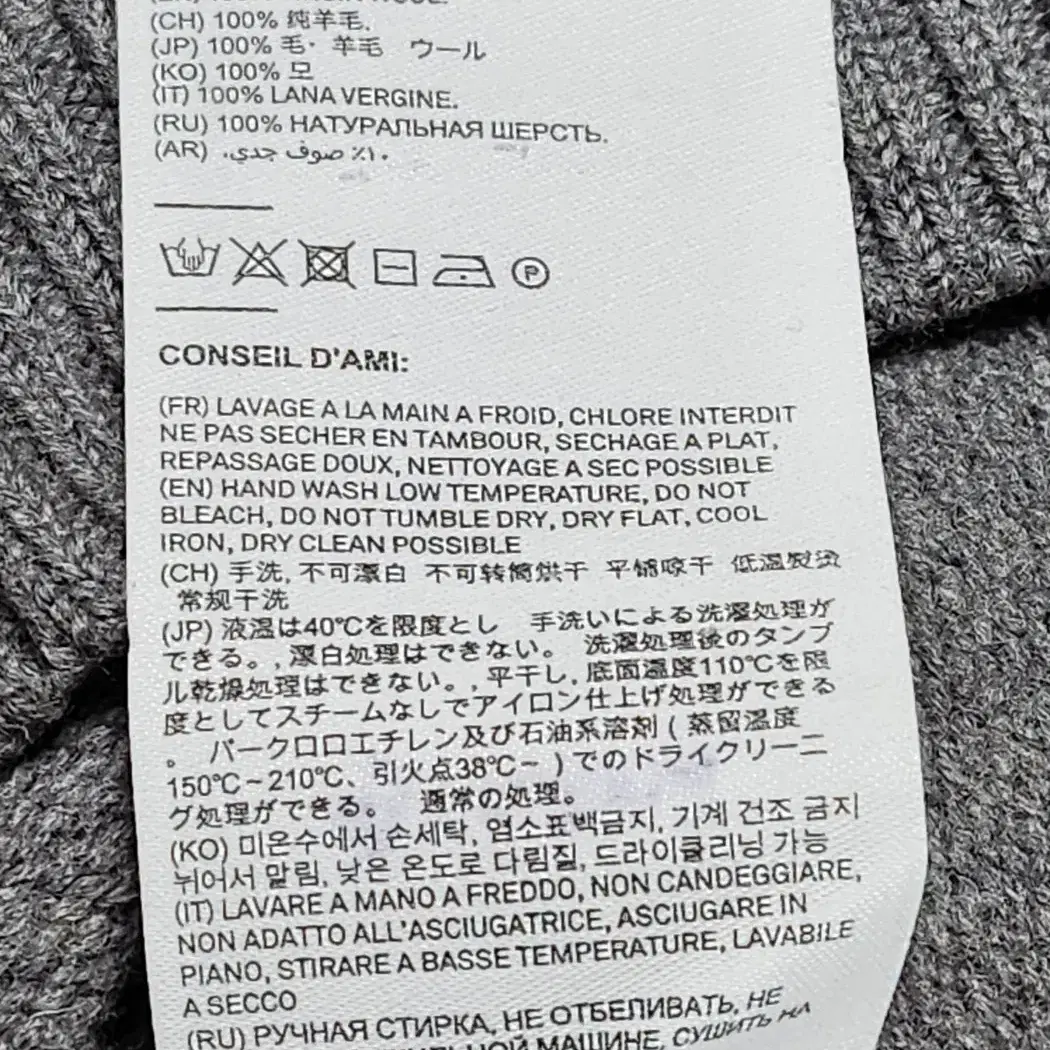 (CH) 100% 纯羊毛.
(JP) 100% 毛· 羊毛 ウール
(KO) 100% 모
(IT) 100% LANA VERGINE.
(RU) 100% НАТУРАЛЬНАЯ ШЕРСТЬ.
(AR) ١٠٪ صوف جدي.
P
CONSEIL D'AMI:
(FR) LAVAGE A LA MAIN A FROID, CHLORE INTERDIT
NE PAS SECHER EN TAMBOUR, SECHAGE A PLAT,
REPASSAGE DOUX, NETTOYAGE A SEC POSSIBLE
(EN) HAND WASH LOW TEMPERATURE, DO NOT
BLEACH, DO NOT TUMBLE DRY, DRY FLAT, COOL
IRON, DRY CLEAN POSSIBLE
(CH) 手洗, 不可漂白 不可转筒烘干 平铺晾干 低温熨烫
常规干洗
(JP) 液温は40℃を限度とし 手洗いによる洗濯処理が
できる。, 漂白処理はできない。 洗濯処理後のタンブ
ル乾燥処理はできない。, 平干し, 底面温度110℃を限
度としてスチームなしでアイロン仕上げ処理ができる
。 パークロロエチレン及び石油系溶剤 ( 蒸留温度
150℃~210℃、引火点38℃~ ) でのドライクリーニ
グ処理ができる。 通常の処理。
(KO) 미온수에서 손세탁, 염소표백금지, 기계 건조 금지
뉘어서 말림, 낮은 온도로 다림질, 드라이클리닝 가능
(IT) LAVARE A MANO A FREDDO, NON CANDEGGIARE,
NON ADATTO ALL'ASCIUGATRICE, ASCIUGARE IN
PIANO, STIRARE A BASSE TEMPERATURE, LAVABILE
A SECCO
(RU) РУЧНАЯ СТИРКА, НЕ ОТБЕЛИВАТЬ, НЕ
МАШИНЕ, СУШИТЬ НА